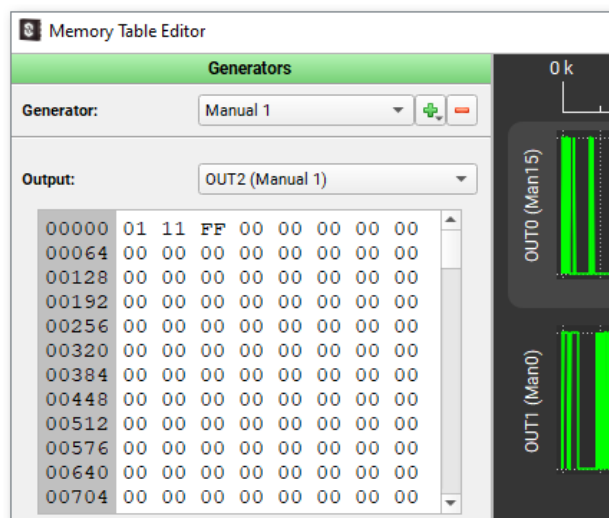 Memory Table Editor
Generators
Generator: Manual 1
Output: OUT2 (Manual 1)
00000 01 11 FF 00 00 00 00 00
00064 00 00 00 00 00 00 00 00
00128 00 00 00 00 00 00 00 00
00192 00 00 00 00 00 00 00 00
00256 00 00 00 00 00 00 00 00
00320 00 00 00 00 00 00 00 00
00384 00 00 00 00 00 00 00 00
00448 00 00 00 00 00 00 00 00
00512 00 00 00 00 00 00 00 00
00576 00 00 00 00 00 00 00 00
00640 00 00 00 00 00 00 00 00
00704 00 00 00 00 00 00 00 00
0 k
OUT0 (Man15)
OUT1 (Man0)